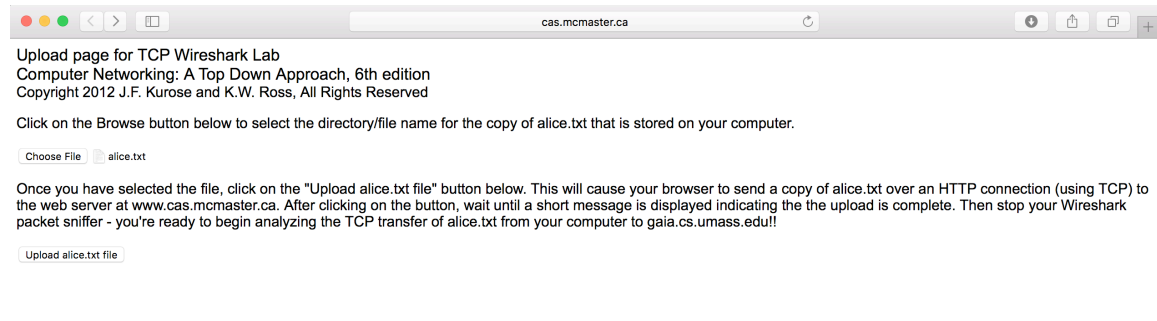 cas.mcmaster.ca
Upload page for TCP Wireshark Lab
Computer Networking: A Top Down Approach, 6th edition
Copyright 2012 J.F. Kurose and K.W. Ross, All Rights Reserved
Click on the Browse button below to select the directory/file name for the copy of alice.txt that is stored on your computer.
Choose File alice.txt
Once you have selected the file, click on the "Upload alice.txt file" button below. This will cause your browser to send a copy of alice.txt over an HTTP connection (using TCP) to
the web server at www.cas.mcmaster.ca. After clicking on the button, wait until a short message is displayed indicating the the upload is complete. Then stop your Wireshark
packet sniffer - you're ready to begin analyzing the TCP transfer of alice.txt from your computer to gaia.cs.umass.edu!!
Upload alice.txt file